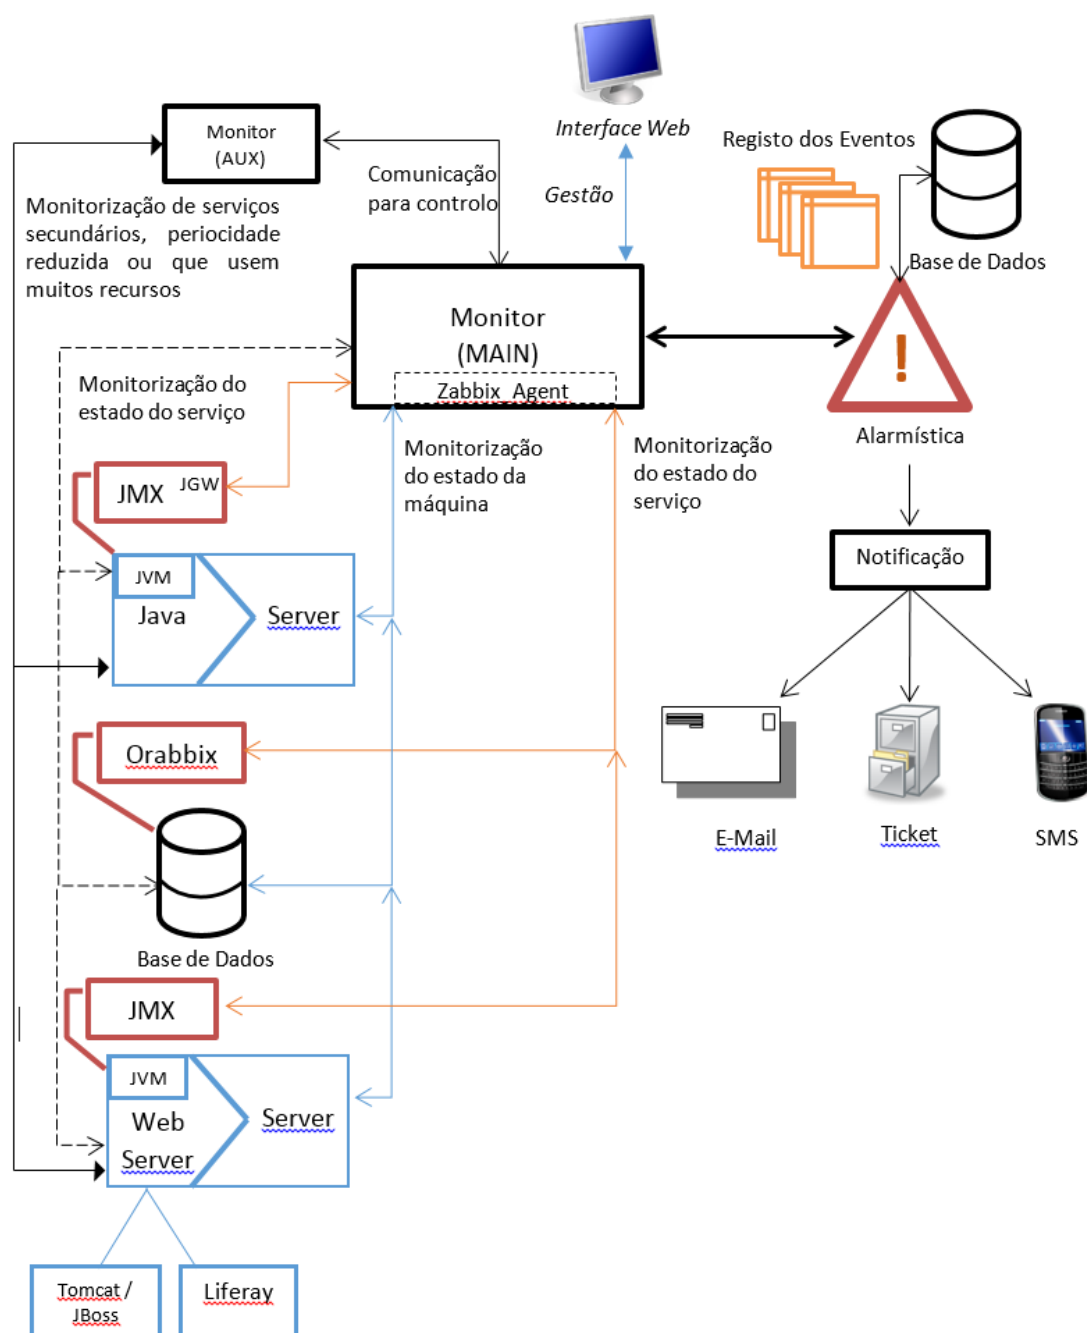 Interface Web
Monitor
(AUX)
Registo dos Eventos
Comunicação
para controlo
Gestão
Monitorização de serviços
secundários, periocidade
reduzida ou que usem
muitos recursos
Base de Dados
Monitor
(MAIN)
Zabbix_Agent
!
Monitorização do
estado do serviço
Monitorização
do estado da
máquina
Monitorização
do estado do
serviço
Alarmística
JMX
JGW
Notificação
JVM
Java
Server
Orabbix
E-Mail
Ticket
SMS
Base de Dados
JMX
JVM
Web
Server
Server
Tomcat /
JBoss
Liferay